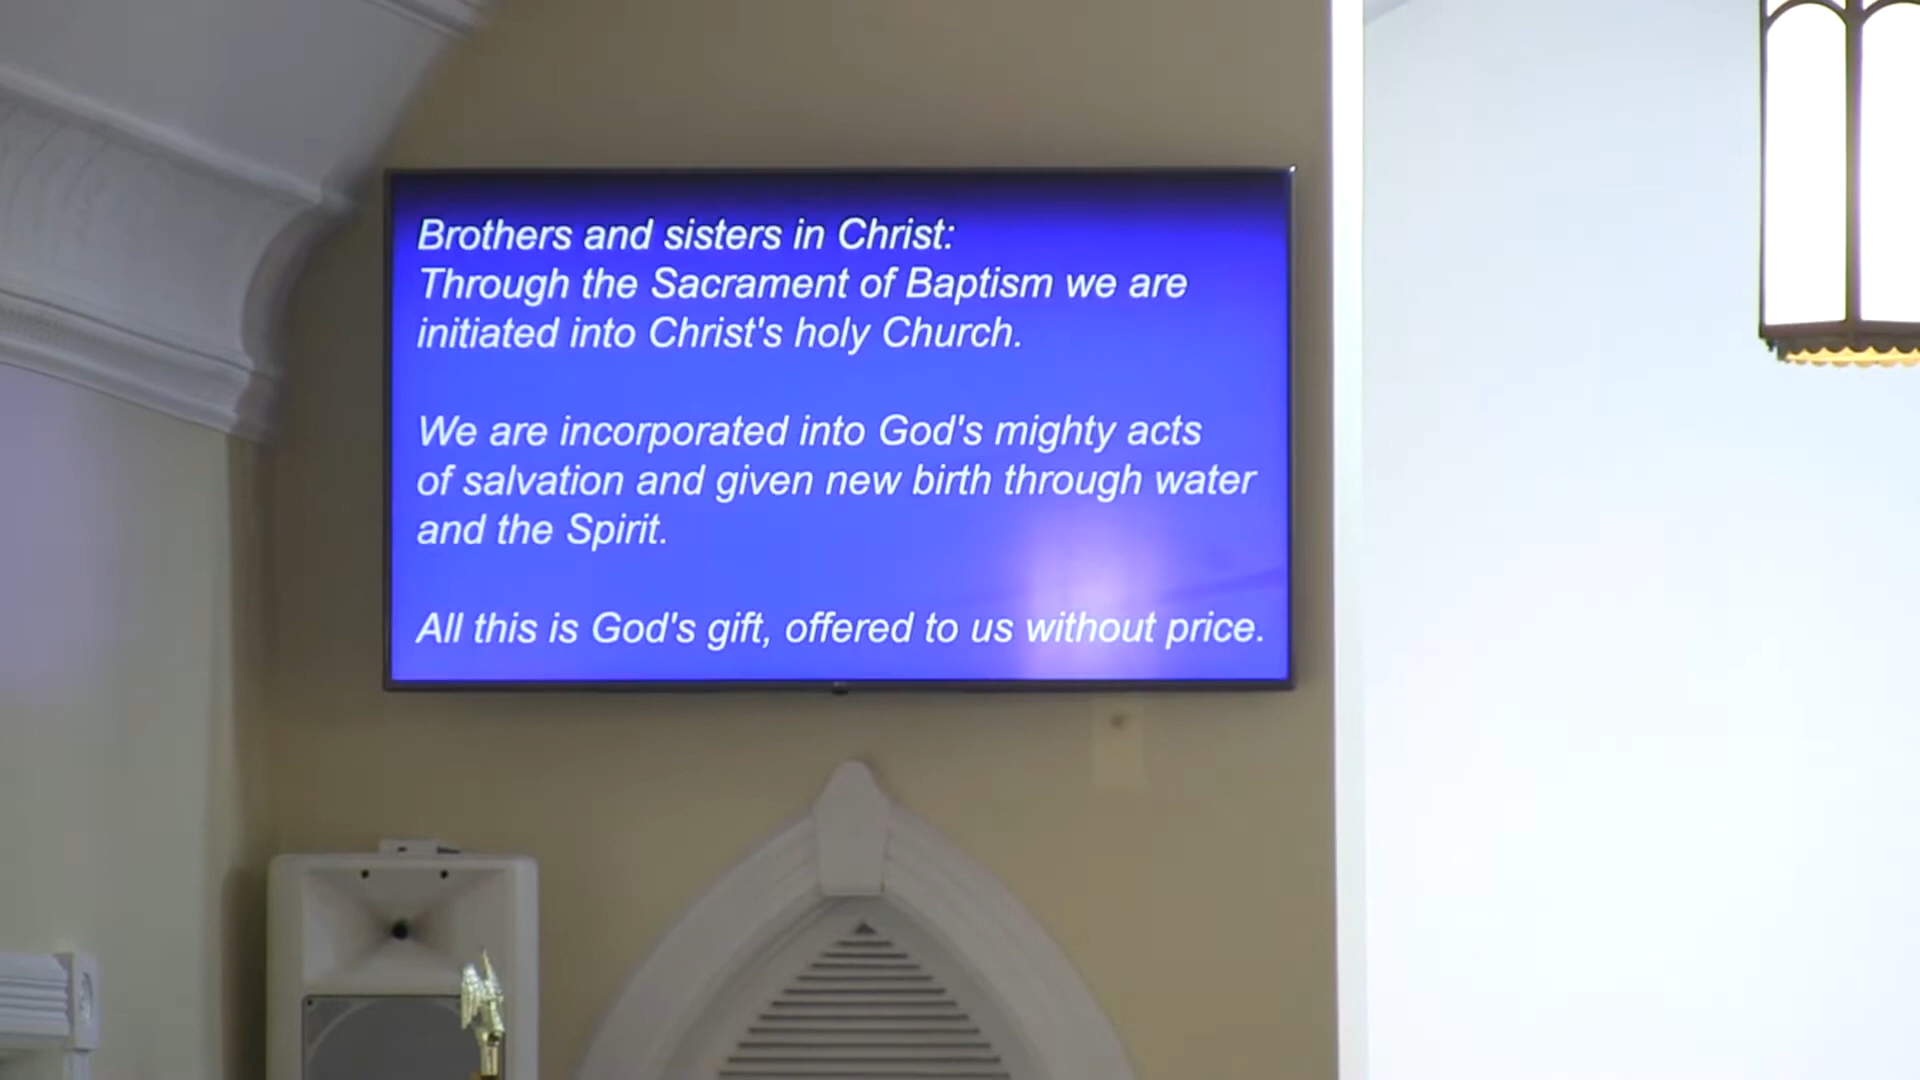 Brothers and sisters in Christ:
Through the Sacrament of Baptism we are
initiated into Christ's holy Church.
We are incorporated into God's mighty acts
of salvation and given new birth through water
and the Spirit.
All this is God's gift, offered to us without price.